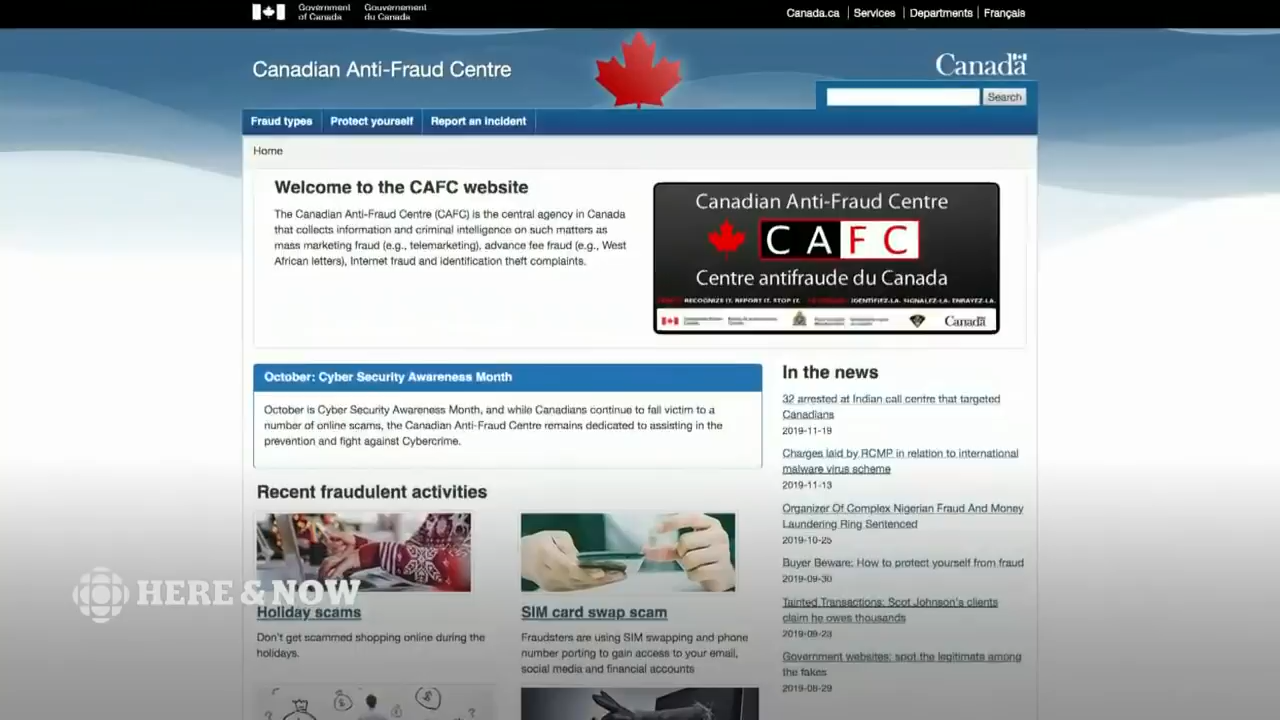 Government
of Canada
Gouvernement
du Canada
Canada.ca
Services
Departments
Français
Canadian Anti-Fraud Centre
Canada
Search
Fraud types
Protect yourself
Report an incident
Home
Welcome to the CAFC website
The Canadian Anti-Fraud Centre (CAFC) is the central agency in Canada
that collects information and criminal intelligence on such matters as
mass marketing fraud (e.g., telemarketing), advance fee fraud (e.g., West
African letters), Internet fraud and identification theft complaints.
Canadian Anti-Fraud Centre
CAFC
Centre antifraude du Canada
RECOGNIZE IT. REPORT IT. STOP IT.
IDENTIFIEZ-LA. SIGNALEZ-LA. ENRAYEZ-LA.
Canada
October: Cyber Security Awareness Month
October is Cyber Security Awareness Month, and while Canadians continue to fall victim to a
number of online scams, the Canadian Anti-Fraud Centre remains dedicated to assisting in the
prevention and fight against Cybercrime.
Recent fraudulent activities
Holiday scams
Don't get scammed shopping online during the
holidays.
SIM card swap scam
Fraudsters are using SIM swapping and phone
number porting to gain access to your email,
social media and financial accounts
In the news
32 arrested at Indian call centre that targeted
Canadians
2019-11-19
Charges laid by RCMP in relation to international
malware virus scheme
2019-11-13
Organizer Of Complex Nigerian Fraud And Money
Laundering Ring Sentenced
2019-10-25
Buyer Beware: How to protect yourself from fraud
2019-09-30
Tainted Transactions: Scot Johnson's clients
claim he owes thousands
2019-09-23
Government websites: spot the legitimate among
the fakes
2019-08-29
HERE & NOW